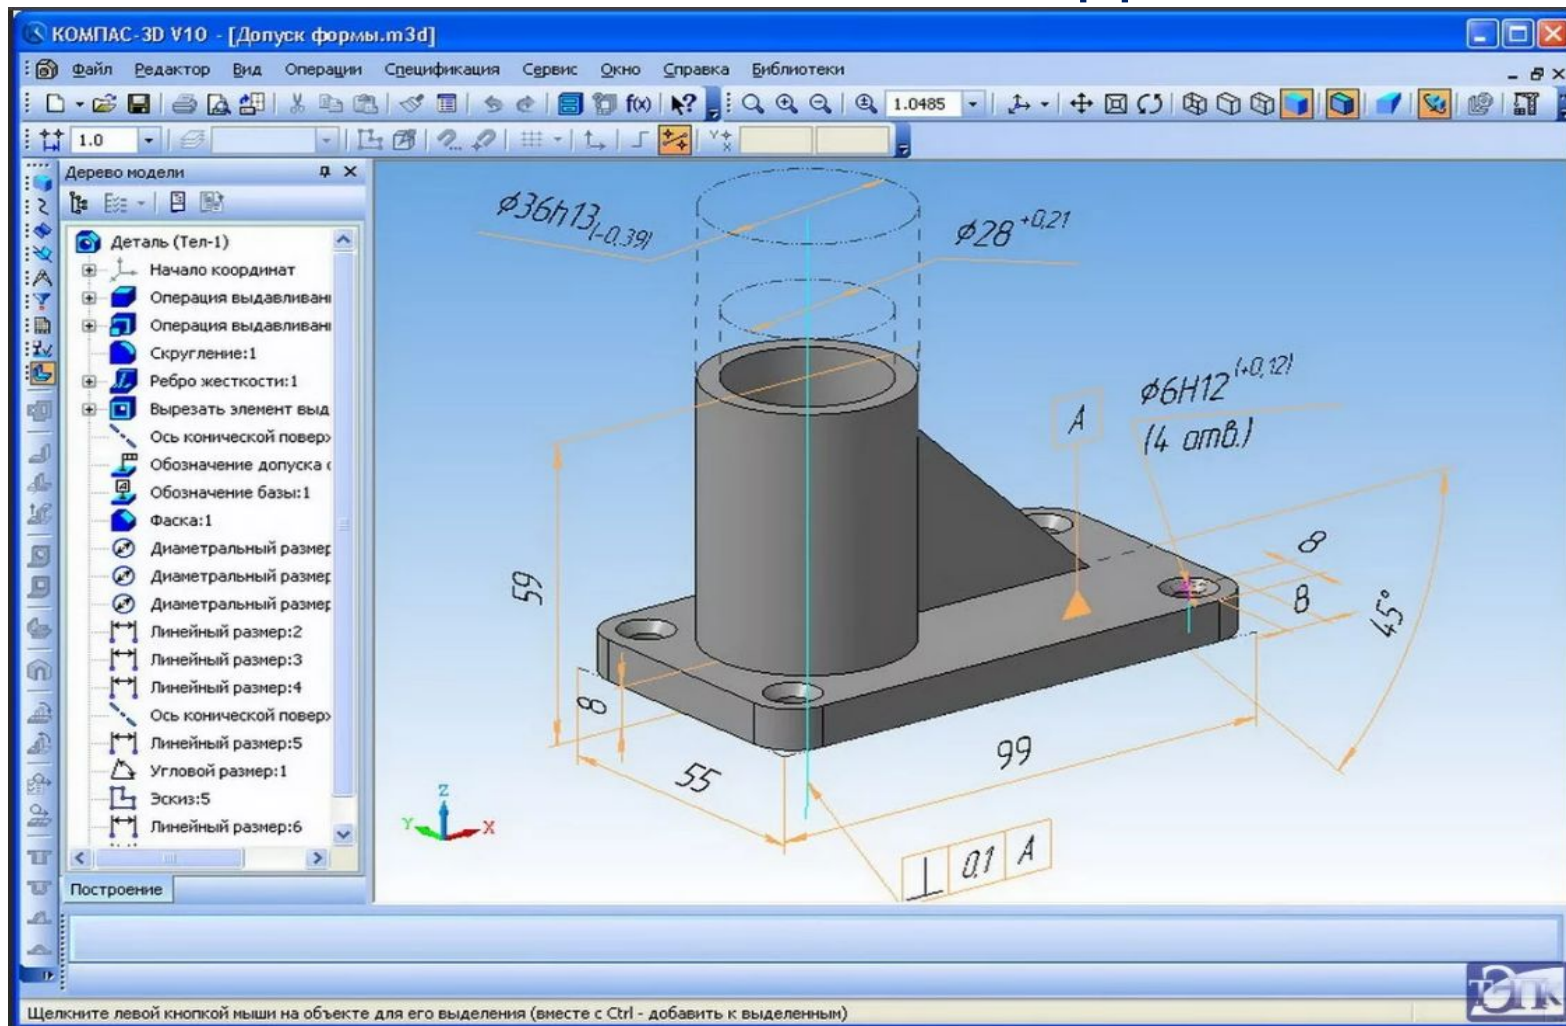 КОМПАС-3D V10 - [Допуск формы.m3d]
Файл Редактор Вид Операции Спецификация Сервис Окно Справка Библиотеки
f(x) 1.0485
1.0
Дерево модели
Деталь (Тел-1)
Начало координат
Операция выдавливани
Операция выдавливани
Скругление:1
Ребро жесткости:1
Вырезать элемент выд
Ось конической поверх
Обозначение допуска ф
Обозначение базы:1
Фаска:1
Диаметральный размер
Диаметральный размер
Диаметральный размер
Линейный размер:2
Линейный размер:3
Линейный размер:4
Ось конической поверх
Линейный размер:5
Угловой размер:1
Эскиз:5
Линейный размер:6
Построение
ϕ36h13(-0.39)
ϕ28+0,21
ϕ6H12(+0,12)
(4 отв.)
A
59
8
8
45°
8
55
99
Z
Y
X
⊥ 0,1 A
Щелкните левой кнопкой мыши на объекте для его выделения (вместе с Ctrl - добавить к выделенным)